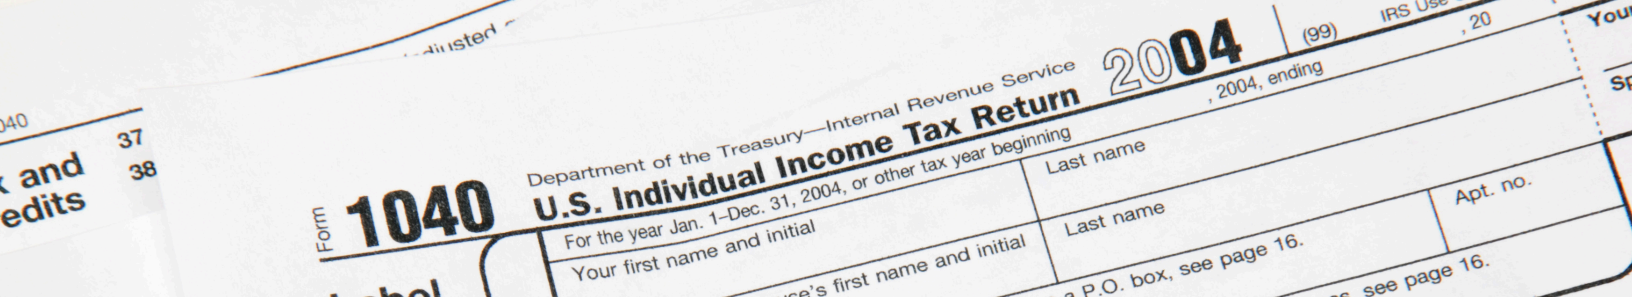 djusted
040
37
and
38
edits
Form 1040
Department of the Treasury—Internal Revenue Service
U.S. Individual Income Tax Return 2004 (99) IRS Use
For the year Jan. 1–Dec. 31, 2004, or other tax year beginning , 2004, ending , 20
Your first name and initial Last name You
's first name and initial Last name Sp
P.O. box, see page 16. Apt. no.
see page 16.